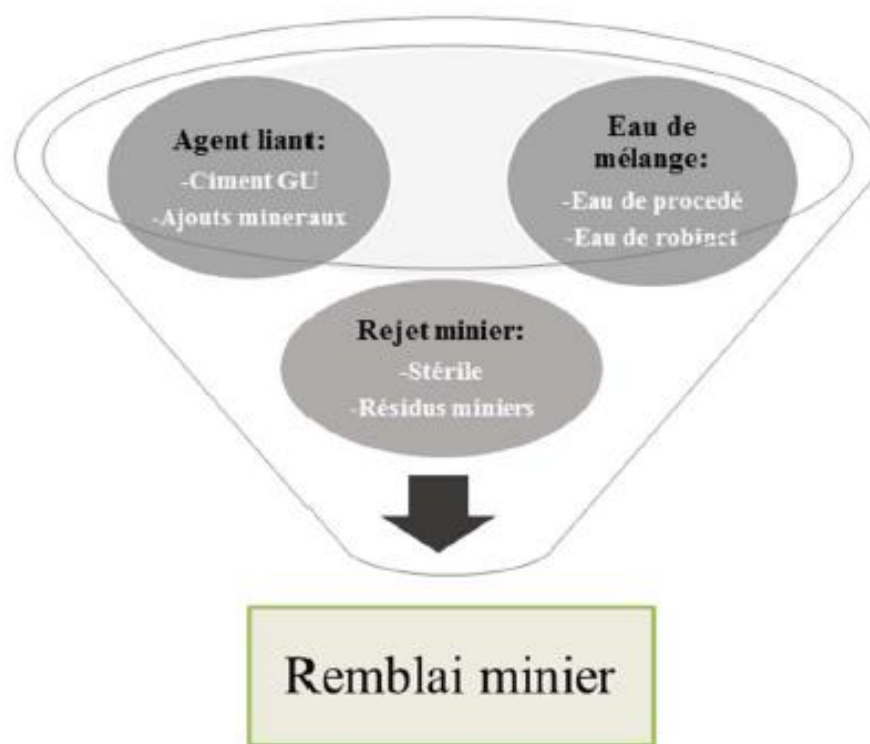 Agent liant:
-Ciment GU
-Ajouts mineraux
Eau de
mélange:
-Eau de procedé
-Eau de robinet
Rejet minier:
-Stérile
-Résidus miniers
Remblai minier